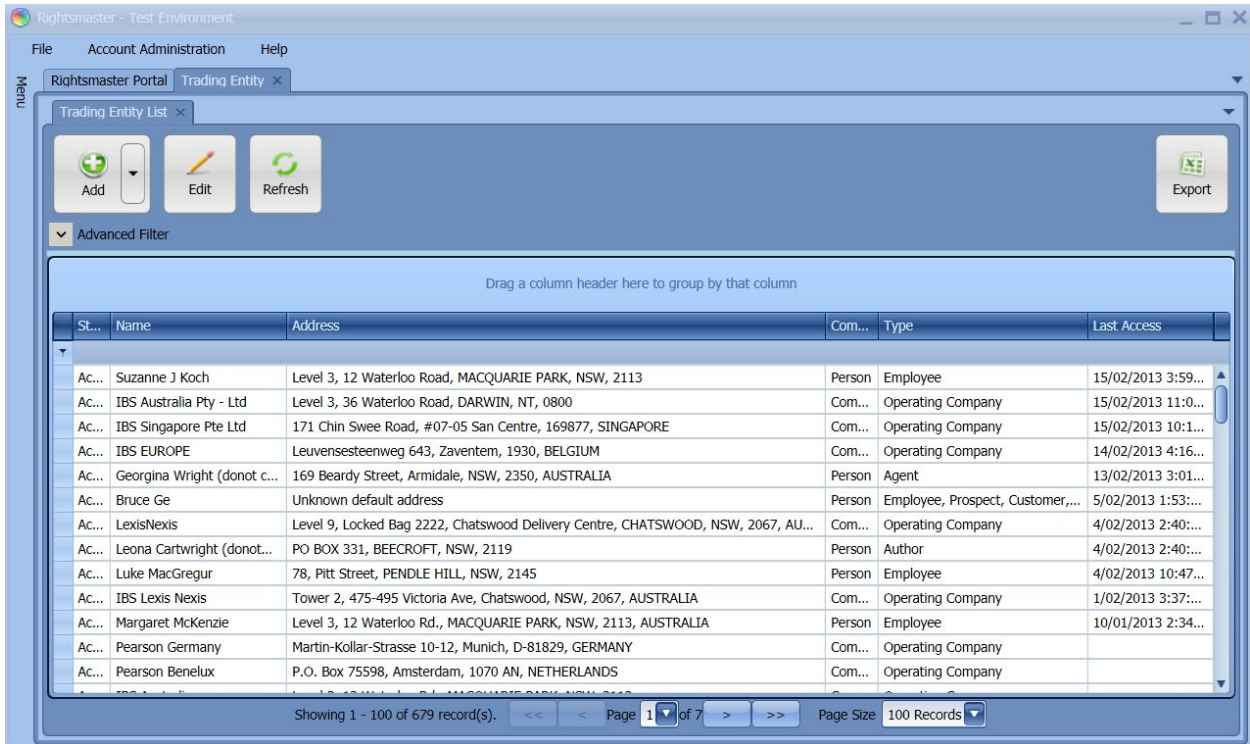 Rightsmaster - Test Environment
File Account Administration Help
Menu
Rightsmaster Portal Trading Entity
Trading Entity List
Add Edit Refresh Export
Advanced Filter
Drag a column header here to group by that column
St... Name Address Com... Type Last Access
Ac... Suzanne J Koch Level 3, 12 Waterloo Road, MACQUARIE PARK, NSW, 2113 Person Employee 15/02/2013 3:59...
Ac... IBS Australia Pty - Ltd Level 3, 36 Waterloo Road, DARWIN, NT, 0800 Com... Operating Company 15/02/2013 11:0...
Ac... IBS Singapore Pte Ltd 171 Chin Swee Road, #07-05 San Centre, 169877, SINGAPORE Com... Operating Company 15/02/2013 10:1...
Ac... IBS EUROPE Leuvensesteenweg 643, Zaventem, 1930, BELGIUM Com... Operating Company 14/02/2013 4:16...
Ac... Georgina Wright (donot c... 169 Beardy Street, Armidale, NSW, 2350, AUSTRALIA Person Agent 13/02/2013 3:01...
Ac... Bruce Ge Unknown default address Person Employee, Prospect, Customer,... 5/02/2013 1:53:...
Ac... LexisNexis Level 9, Locked Bag 2222, Chatswood Delivery Centre, CHATSWOOD, NSW, 2067, AU... Com... Operating Company 4/02/2013 2:40:...
Ac... Leona Cartwright (donot... PO BOX 331, BEECROFT, NSW, 2119 Person Author 4/02/2013 2:40:...
Ac... Luke MacGregur 78, Pitt Street, PENDLE HILL, NSW, 2145 Person Employee 4/02/2013 10:47...
Ac... IBS Lexis Nexis Tower 2, 475-495 Victoria Ave, Chatswood, NSW, 2067, AUSTRALIA Com... Operating Company 1/02/2013 3:37:...
Ac... Margaret McKenzie Level 3, 12 Waterloo Rd., MACQUARIE PARK, NSW, 2113, AUSTRALIA Person Employee 10/01/2013 2:34...
Ac... Pearson Germany Martin-Kollar-Strasse 10-12, Munich, D-81829, GERMANY Com... Operating Company
Ac... Pearson Benelux P.O. Box 75598, Amsterdam, 1070 AN, NETHERLANDS Com... Operating Company
Showing 1 - 100 of 679 record(s). << < Page 1 of 7 > >> Page Size 100 Records